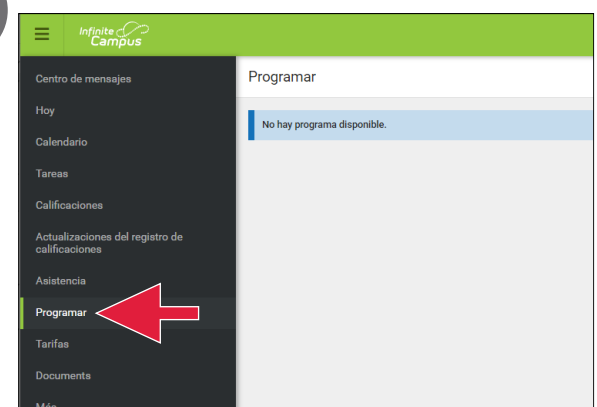 Infinite
Campus
Centro de mensajes
Hoy
Calendario
Tareas
Calificaciones
Actualizaciones del registro de
calificaciones
Asistencia
Programar
Tarifas
Documents
Más
Programar
No hay programa disponible.